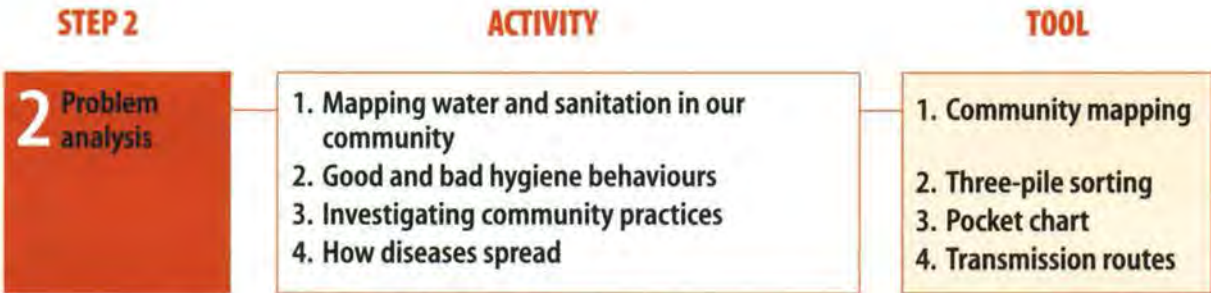 STEP 2
ACTIVITY
TOOL
2 Problem
analysis
1. Mapping water and sanitation in our
community
2. Good and bad hygiene behaviours
3. Investigating community practices
4. How diseases spread
1. Community mapping
2. Three-pile sorting
3. Pocket chart
4. Transmission routes